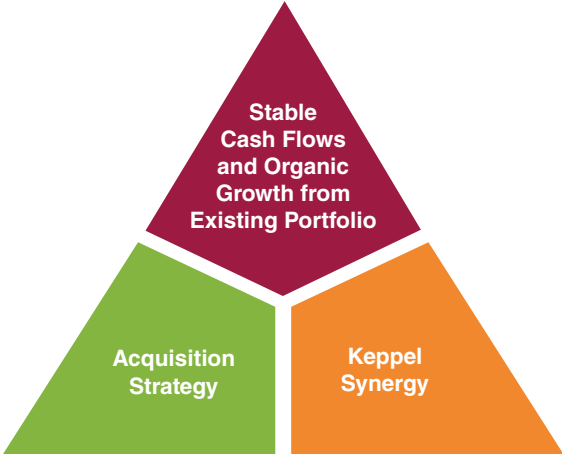 Stable
Cash Flows
and Organic
Growth from
Existing Portfolio
Acquisition
Strategy
Keppel
Synergy